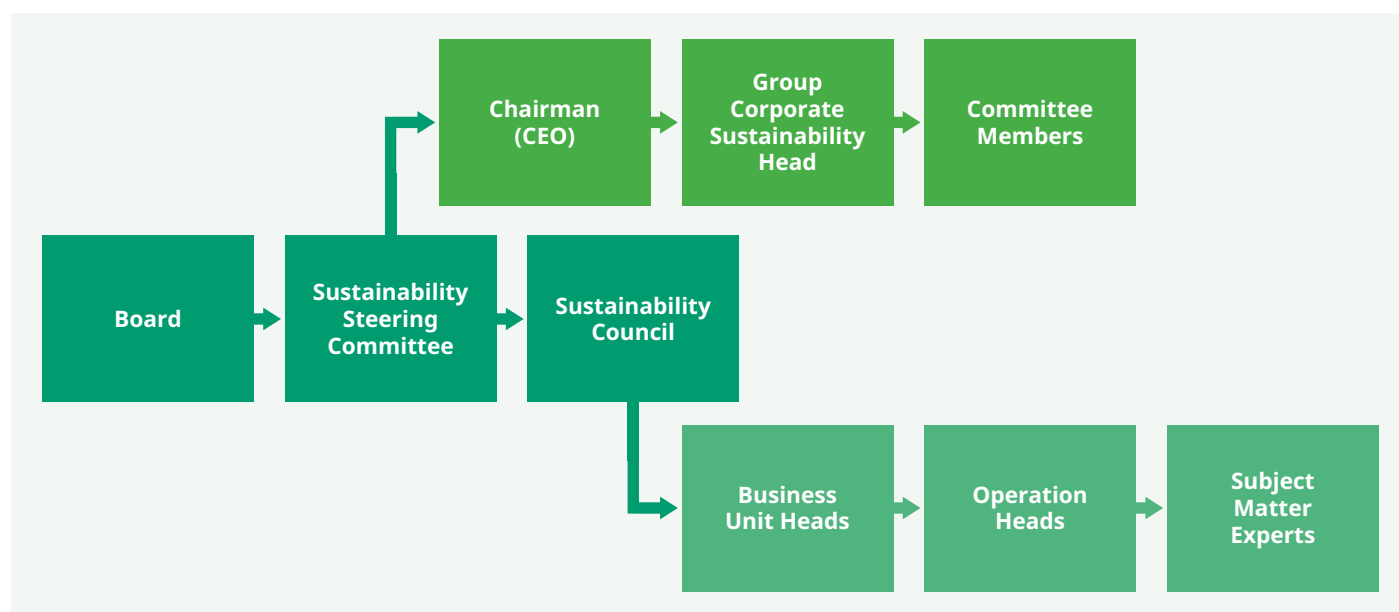 Chairman
(CEO)
Group
Corporate
Sustainability
Head
Committee
Members
Board
Sustainability
Steering
Committee
Sustainability
Council
Business
Unit Heads
Operation
Heads
Subject
Matter
Experts